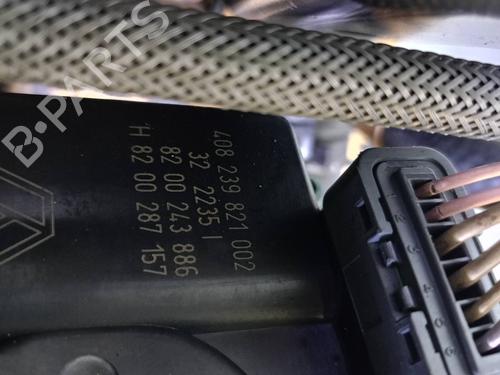 B-PARTS
408 239 821 002
32 2235 I
82 00 243 886
H 82 00 287 157